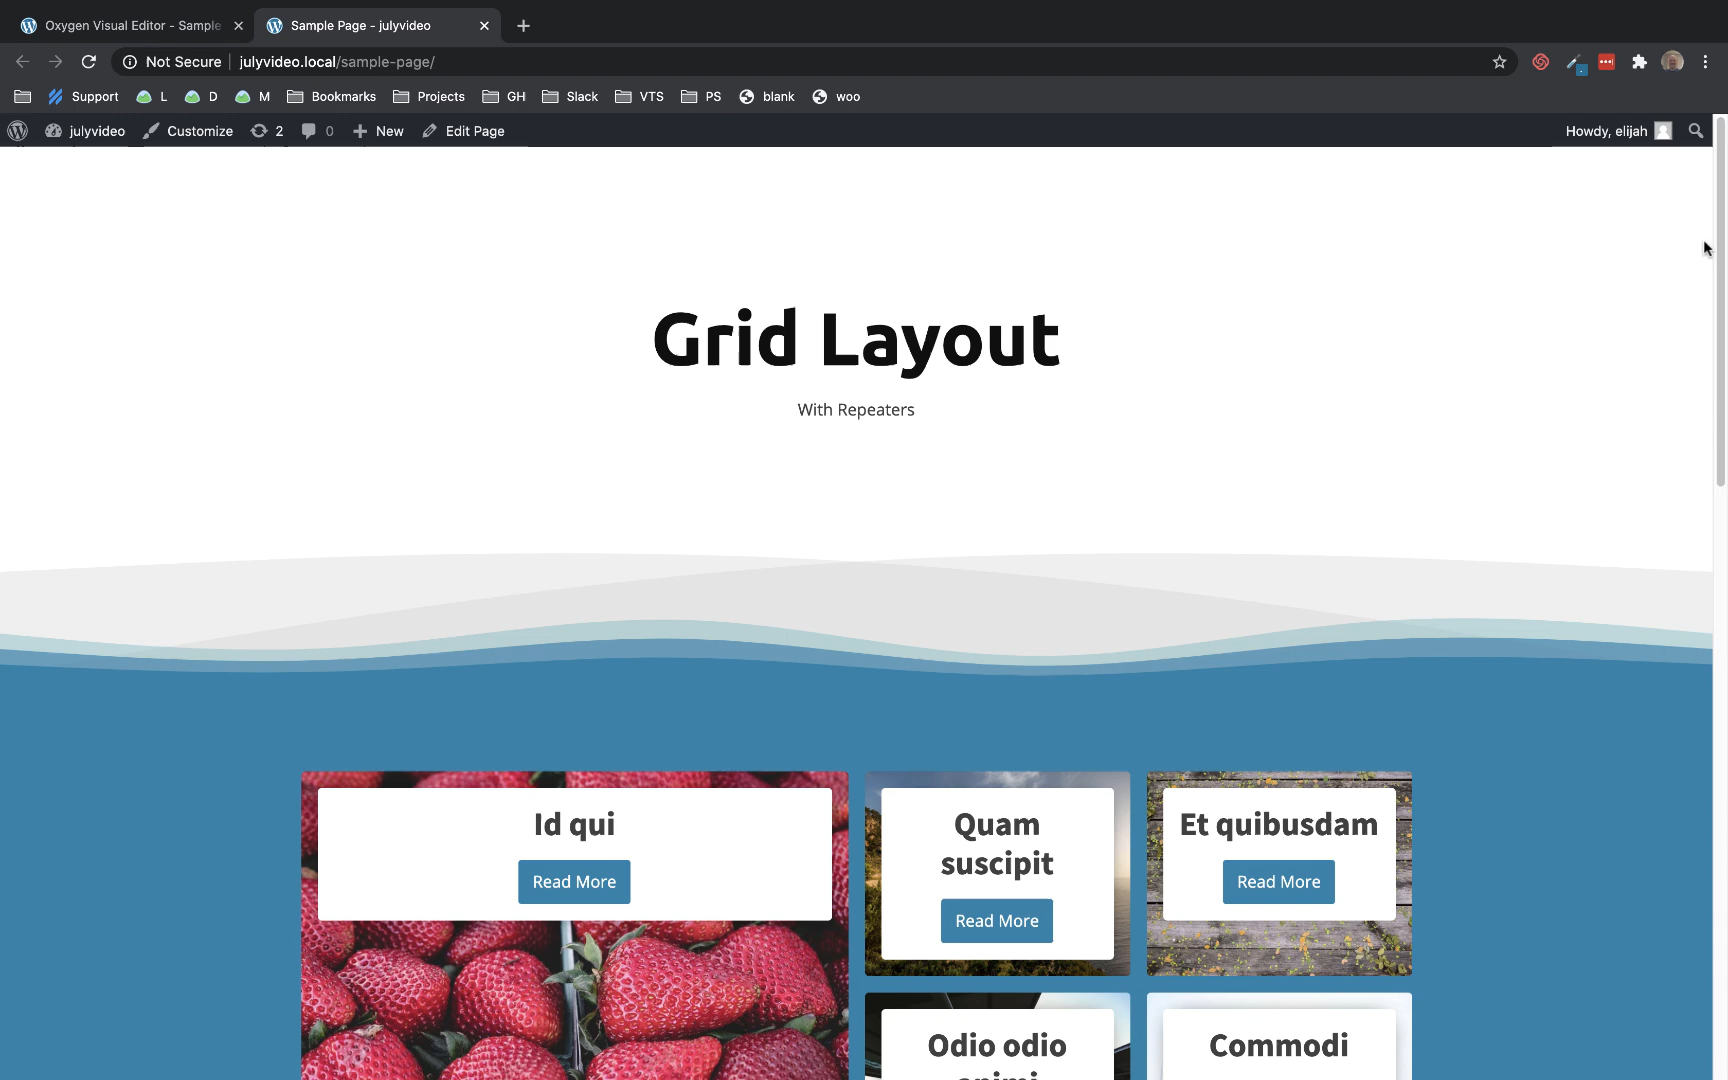 Oxygen Visual Editor - Sample
Sample Page - julyvideo
Not Secure julyvideo.local/sample-page/
Support L D M Bookmarks Projects GH Slack VTS PS blank woo
julyvideo Customize 2 0 New Edit Page Howdy, elijah
Grid Layout
With Repeaters
Id qui
Read More
Quam
suscipit
Read More
Et quibusdam
Read More
Odio odio
Commodi